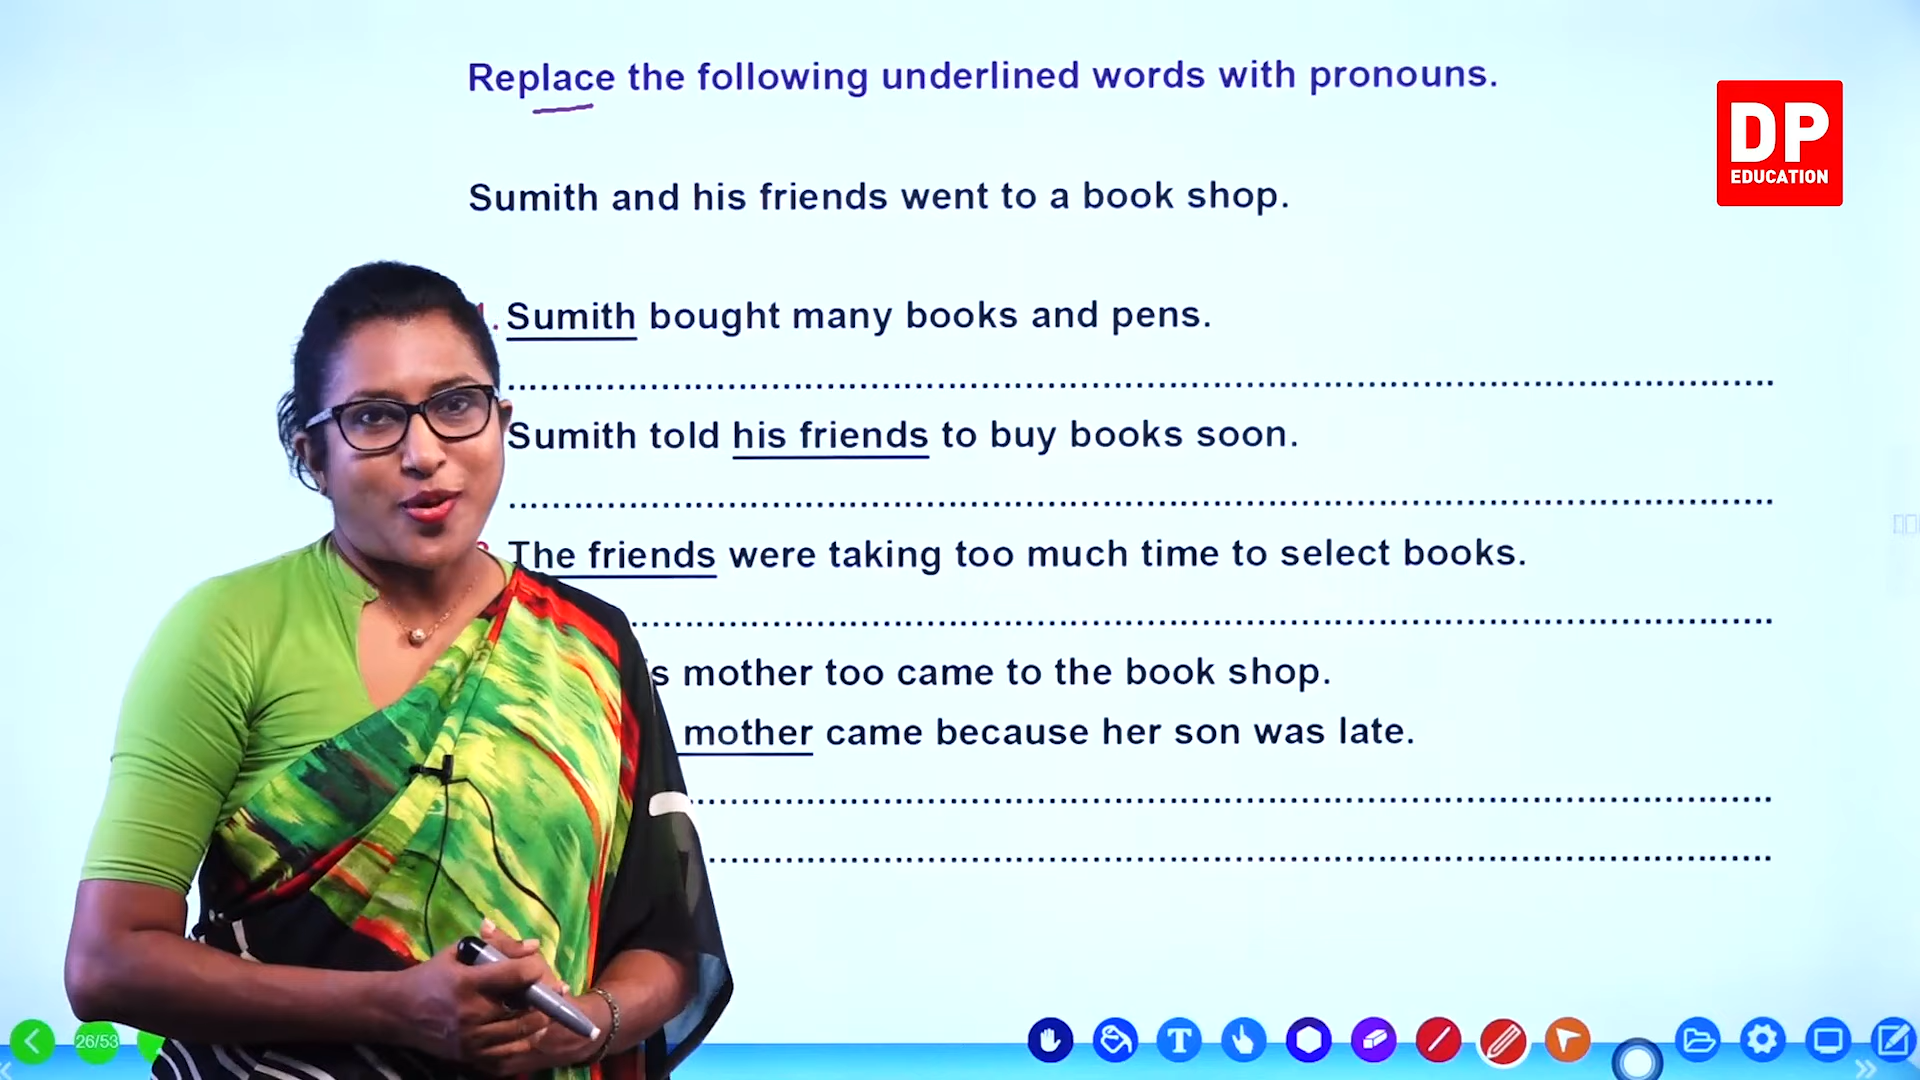 Replace the following underlined words with pronouns.
DP
EDUCATION
Sumith and his friends went to a book shop.
1. Sumith bought many books and pens.
Sumith told his friends to buy books soon.
The friends were taking too much time to select books.
mother too came to the book shop.
mother came because her son was late.
26/53
T